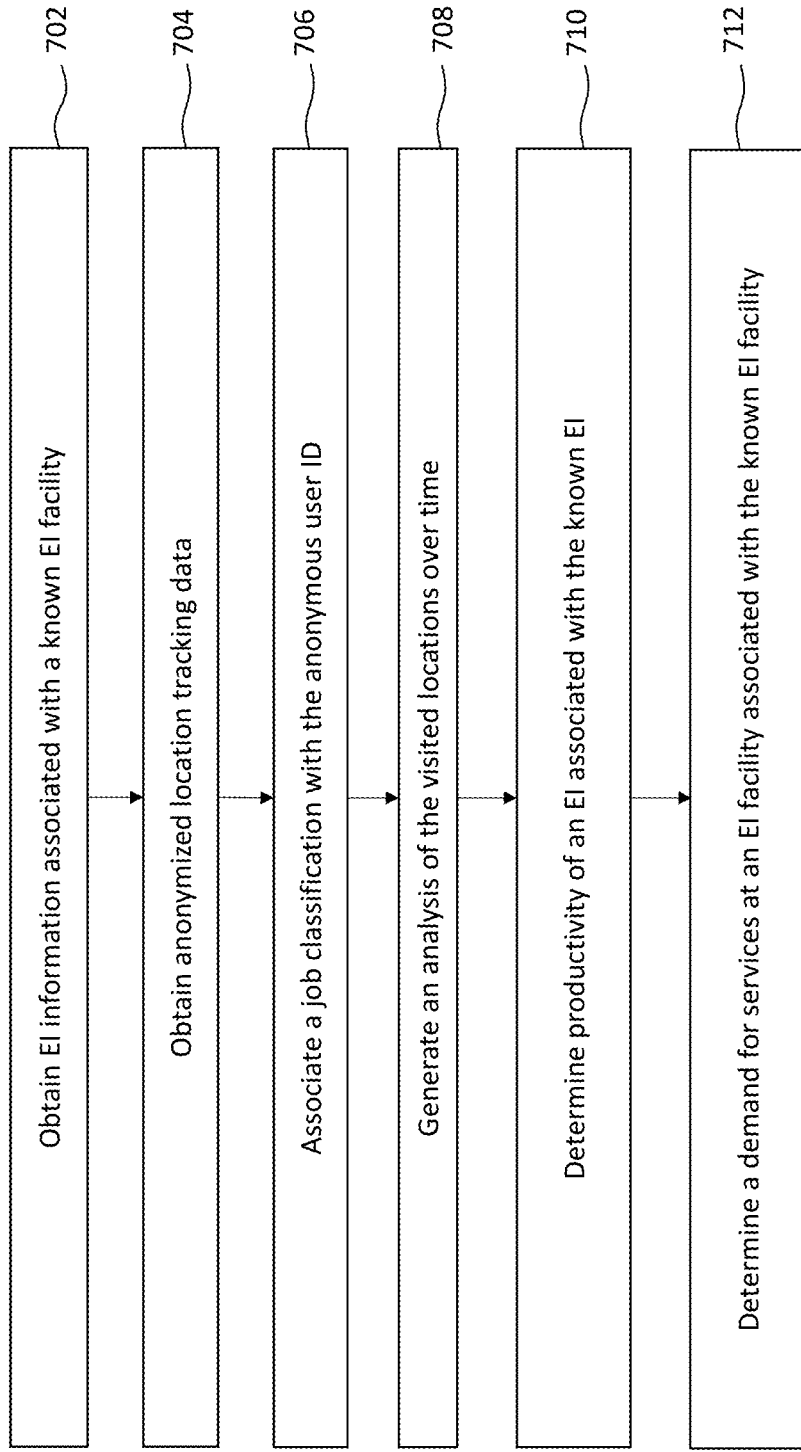 Obtain EI information associated with a known EI facility
702
Obtain anonymized location tracking data
704
Associate a job classification with the anonymous user ID
706
Generate an analysis of the visited locations over time
708
Determine productivity of an EI associated with the known EI
710
Determine a demand for services at an EI facility associated with the known EI facility
712